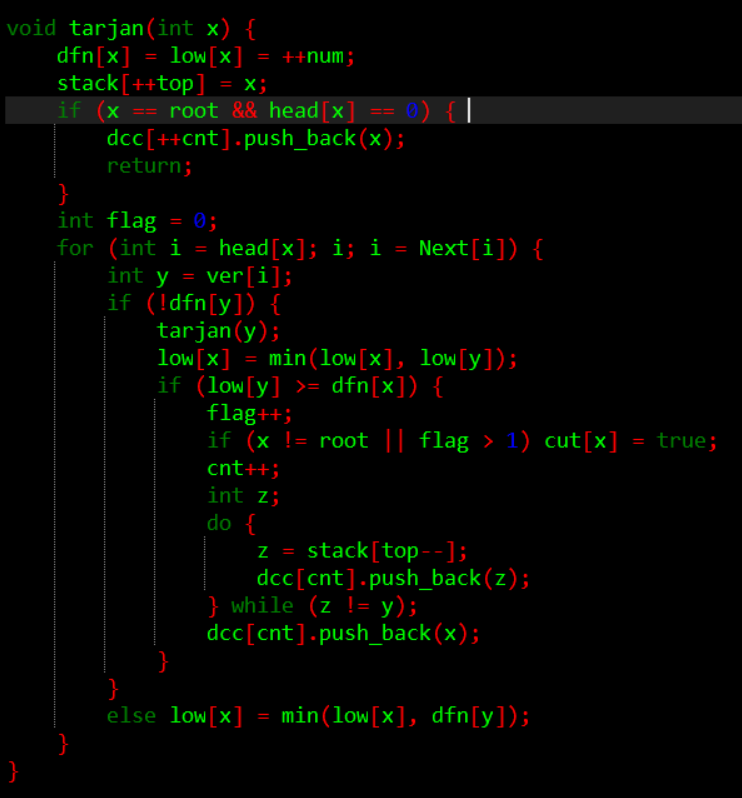 void tarjan(int x) {
    dfn[x] = low[x] = ++num;
    stack[++top] = x;
    if (x == root && head[x] == 0) {
        dcc[++cnt].push_back(x);
        return;
    }
    int flag = 0;
    for (int i = head[x]; i; i = Next[i]) {
        int y = ver[i];
        if (!dfn[y]) {
            tarjan(y);
            low[x] = min(low[x], low[y]);
            if (low[y] >= dfn[x]) {
                flag++;
                if (x != root || flag > 1) cut[x] = true;
                cnt++;
                int z;
                do {
                    z = stack[top--];
                    dcc[cnt].push_back(z);
                } while (z != y);
                dcc[cnt].push_back(x);
            }
        }
        else low[x] = min(low[x], dfn[y]);
    }
}